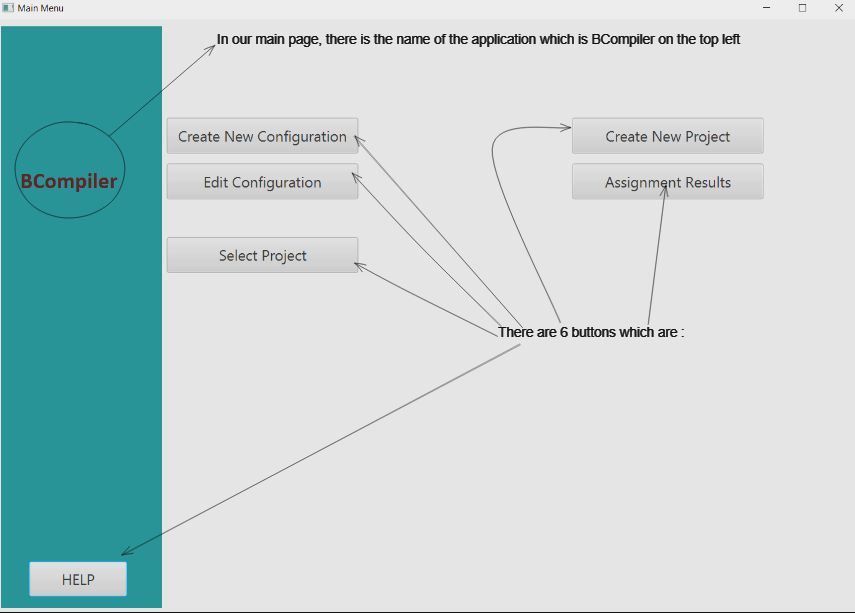 Main Menu
In our main page, there is the name of the application which is BCompiler on the top left
Create New Configuration
Create New Project
BCompiler
Edit Configuration
Assignment Results
Select Project
There are 6 buttons which are :
HELP